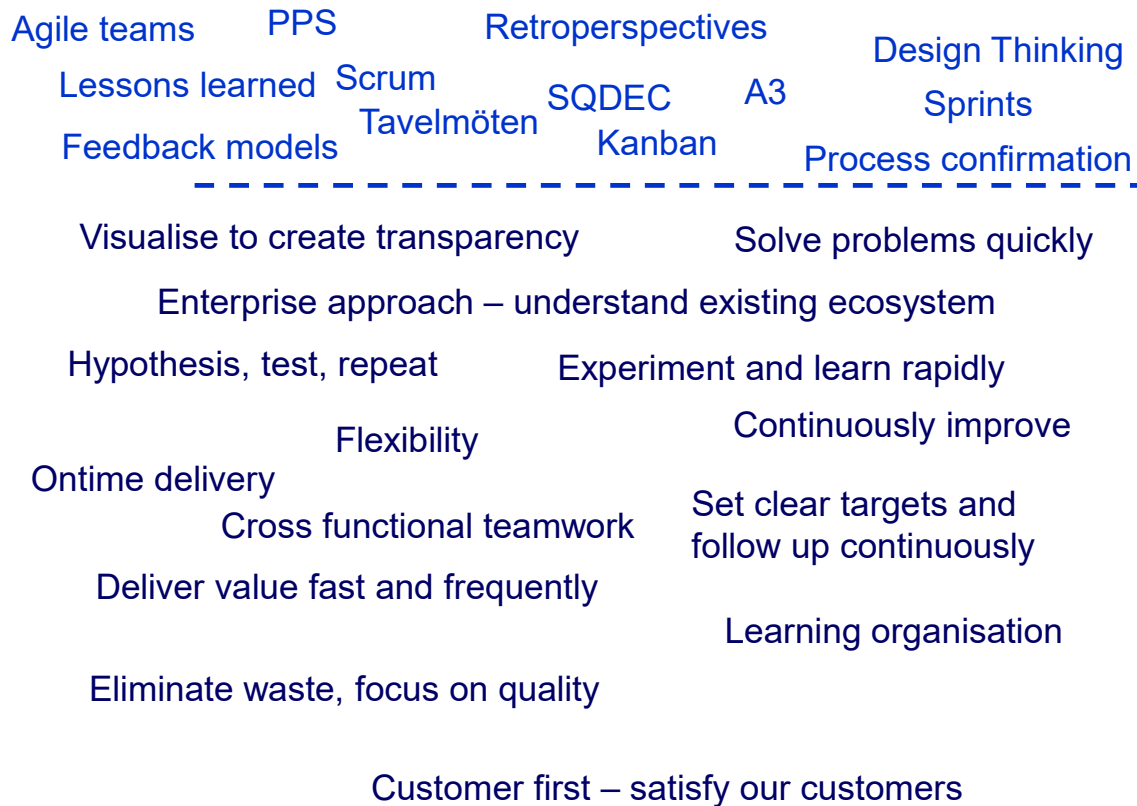 Agile teams
PPS
Retroperspectives
Design Thinking
Lessons learned
Scrum
SQDEC
A3
Sprints
Tavelmöten
Feedback models
Kanban
Process confirmation
Visualise to create transparency
Solve problems quickly
Enterprise approach – understand existing ecosystem
Hypothesis, test, repeat
Experiment and learn rapidly
Flexibility
Continuously improve
Ontime delivery
Cross functional teamwork
Set clear targets and
follow up continuously
Deliver value fast and frequently
Learning organisation
Eliminate waste, focus on quality
Customer first – satisfy our customers